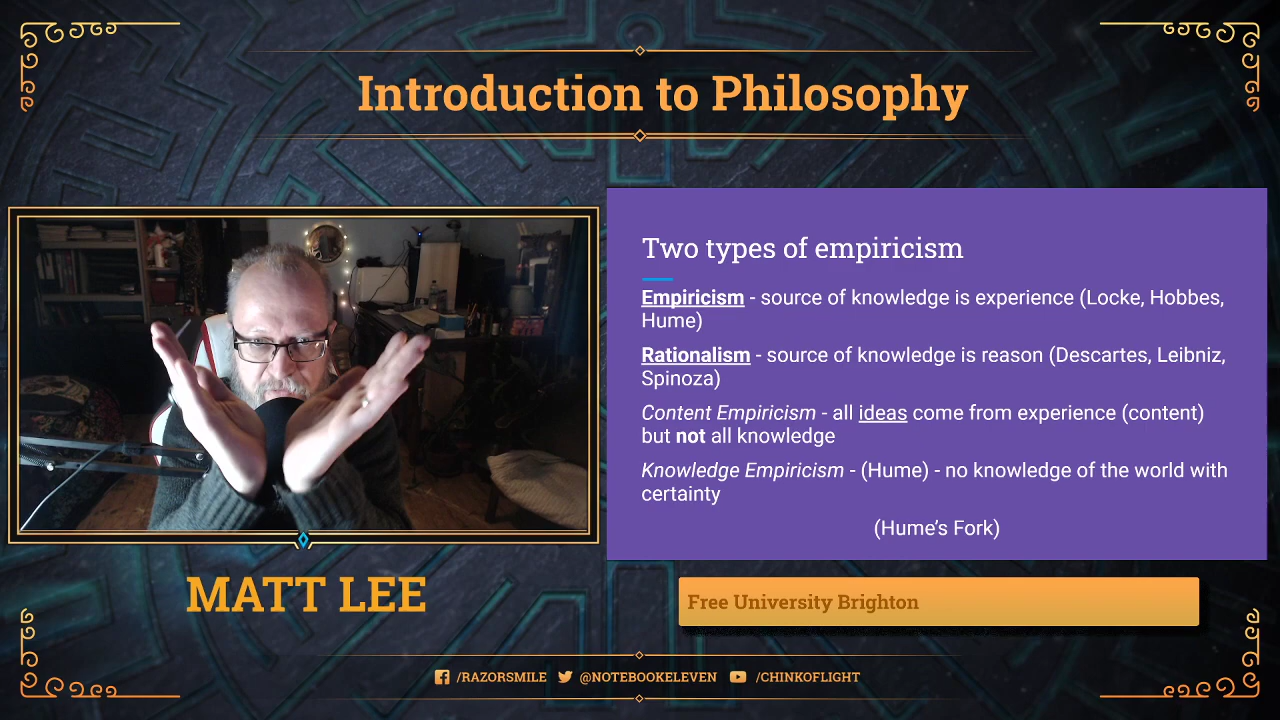 Introduction to Philosophy
Two types of empiricism
Empiricism - source of knowledge is experience (Locke, Hobbes,
Hume)
Rationalism - source of knowledge is reason (Descartes, Leibniz,
Spinoza)
Content Empiricism - all ideas come from experience (content)
but not all knowledge
Knowledge Empiricism - (Hume) - no knowledge of the world with
certainty
(Hume’s Fork)
MATT LEE
Free University Brighton
/RAZORSMILE @NOTEBOOKELEVEN /CHINKOFLIGHT